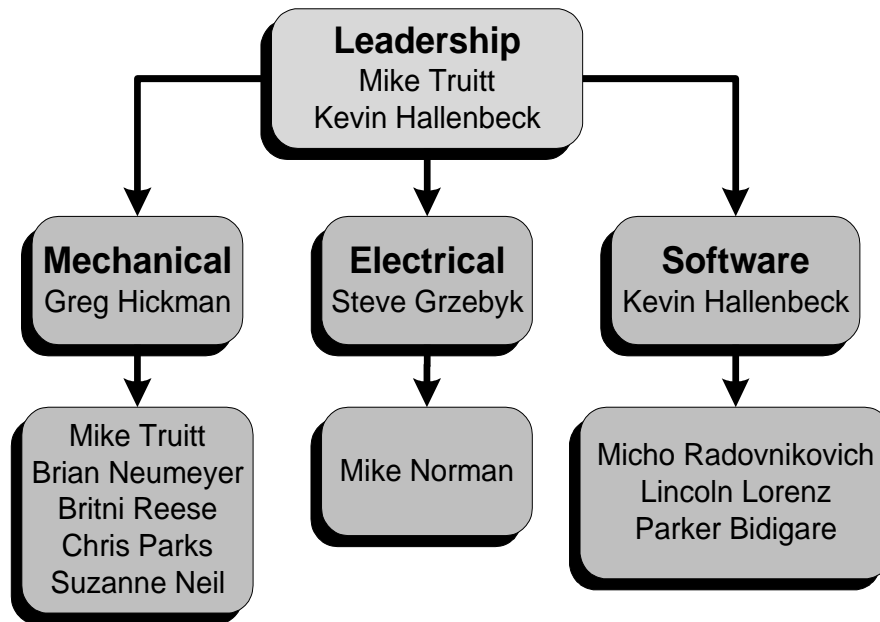 Leadership
Mike Truitt
Kevin Hallenbeck
Mechanical
Greg Hickman
Electrical
Steve Grzebyk
Software
Kevin Hallenbeck
Mike Truitt
Brian Neumeyer
Britni Reese
Chris Parks
Suzanne Neil
Mike Norman
Micho Radovnikovich
Lincoln Lorenz
Parker Bidigare